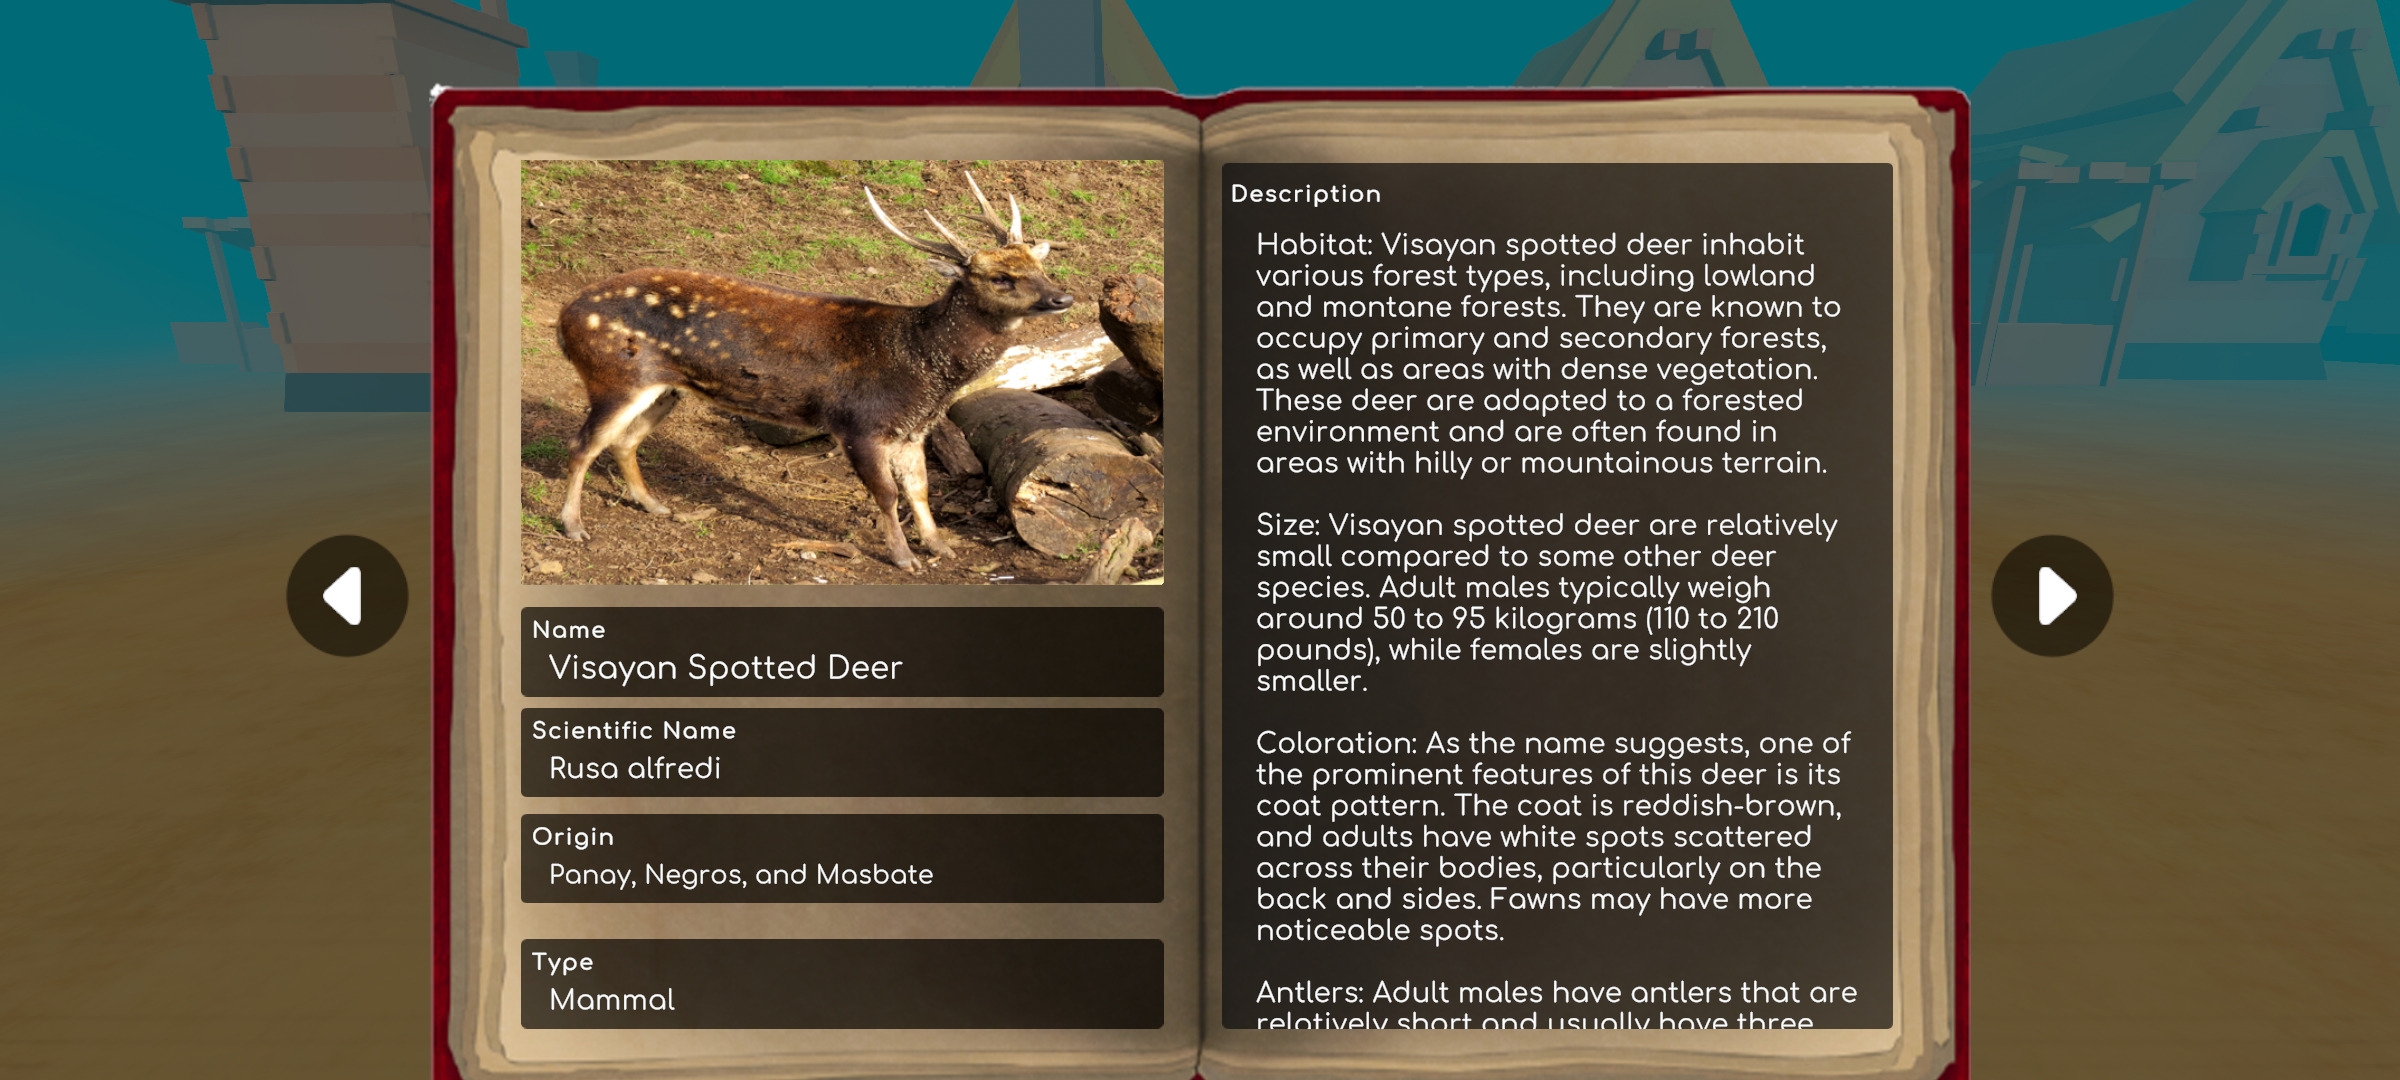 Name
Visayan Spotted Deer
Scientific Name
Rusa alfredi
Origin
Panay, Negros, and Masbate
Type
Mammal
Description
Habitat: Visayan spotted deer inhabit
various forest types, including lowland
and montane forests. They are known to
occupy primary and secondary forests,
as well as areas with dense vegetation.
These deer are adapted to a forested
environment and are often found in
areas with hilly or mountainous terrain.
Size: Visayan spotted deer are relatively
small compared to some other deer
species. Adult males typically weigh
around 50 to 95 kilograms (110 to 210
pounds), while females are slightly
smaller.
Coloration: As the name suggests, one of
the prominent features of this deer is its
coat pattern. The coat is reddish-brown,
and adults have white spots scattered
across their bodies, particularly on the
back and sides. Fawns may have more
noticeable spots.
Antlers: Adult males have antlers that are
relatively short and usually have three